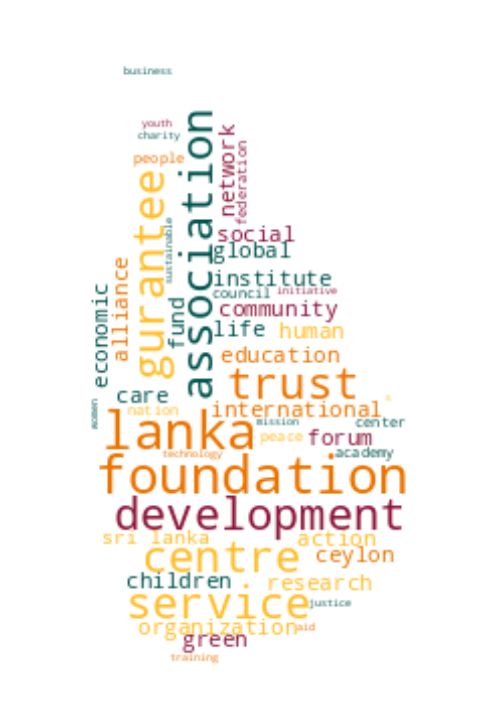 business
youth
charity
people
association
network
federation
gurantee
sustainable
social
global
alliance
economic
fund
institute
council initiative
community
life human
education
trust
care
women
nation
international
lanka
mission
center
peace forum
technology
academy
foundation
development
sri lanka
action
centre
ceylon
children . research
service
justice
organization
aid
green
training